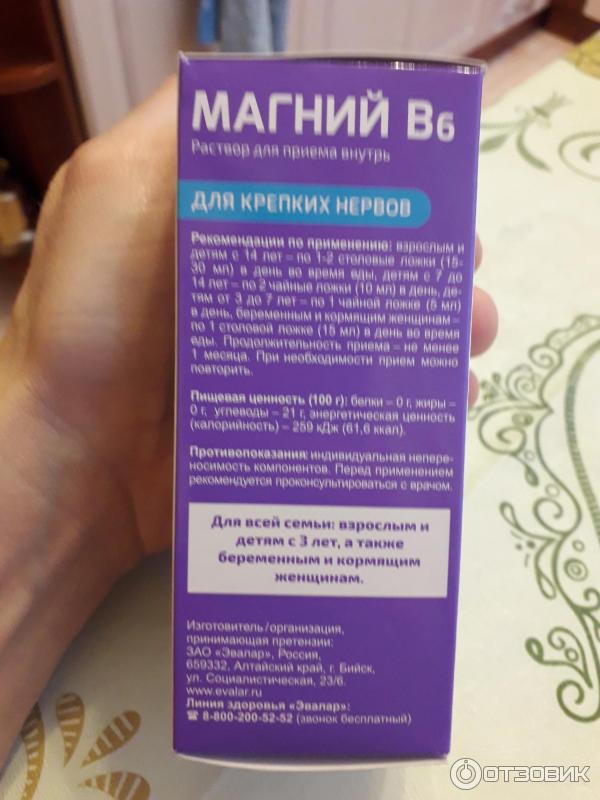 МАГНИЙ В6
Раствор для приема внутрь
ДЛЯ КРЕПКИХ НЕРВОВ
Рекомендации по применению: взрослым и
детям с 14 лет – по 1-2 столовые ложки (15-
30 мл) в день во время еды, детям с 7 до
14 лет – по 2 чайные ложки (10 мл) в день, де-
тям от 3 до 7 лет – по 1 чайной ложке (5 мл)
в день, беременным и кормящим женщинам –
по 1 столовой ложке (15 мл) в день во время
еды. Продолжительность приема – не менее
1 месяца. При необходимости прием можно
повторить.
Пищевая ценность (100 г): белки – 0 г, жиры –
0 г, углеводы – 21 г, энергетическая ценность
(калорийность) – 259 кДж (61,6 ккал).
Противопоказания: индивидуальная неперено-
симость компонентов. Перед применением
рекомендуется проконсультироваться с врачом.
Для всей семьи: взрослым и
детям с 3 лет, а также
беременным и кормящим
женщинам.
Изготовитель/организация,
принимающая претензии:
ЗАО «Эвалар», Россия,
659332, Алтайский край, г. Бийск,
ул. Социалистическая, 23/6.
www.evalar.ru
Линия здоровья «Эвалар»:
☎ 8-800-200-52-52 (звонок бесплатный)
ОТЗОВИК